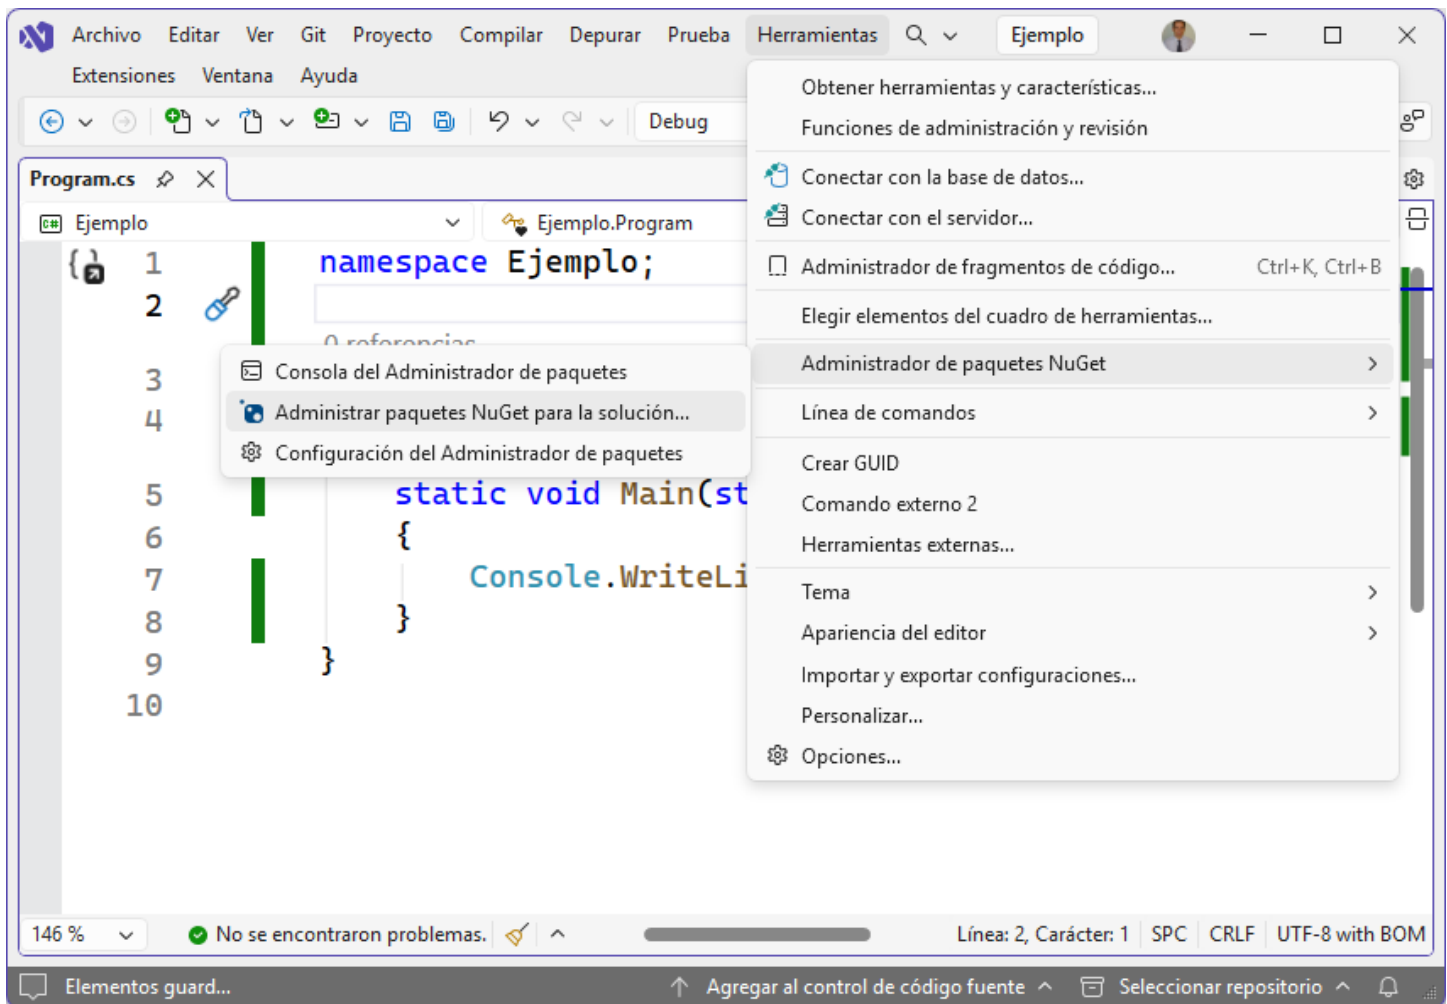 Archivo Editar Ver Git Proyecto Compilar Depurar Prueba Herramientas Ejemplo
Extensiones Ventana Ayuda
Debug
Program.cs
C# Ejemplo Ejemplo.Program
1 namespace Ejemplo;
2
0 referencias
3
4
5 static void Main(st
6 {
7 Console.WriteLi
8 }
9 }
10
Obtener herramientas y características...
Funciones de administración y revisión
Conectar con la base de datos...
Conectar con el servidor...
Administrador de fragmentos de código... Ctrl+K, Ctrl+B
Elegir elementos del cuadro de herramientas...
Administrador de paquetes NuGet
Línea de comandos
Crear GUID
Comando externo 2
Herramientas externas...
Tema
Apariencia del editor
Importar y exportar configuraciones...
Personalizar...
Opciones...
Consola del Administrador de paquetes
Administrar paquetes NuGet para la solución...
Configuración del Administrador de paquetes
146 % No se encontraron problemas. Línea: 2, Carácter: 1 SPC CRLF UTF-8 with BOM
Elementos guard... Agregar al control de código fuente Seleccionar repositorio